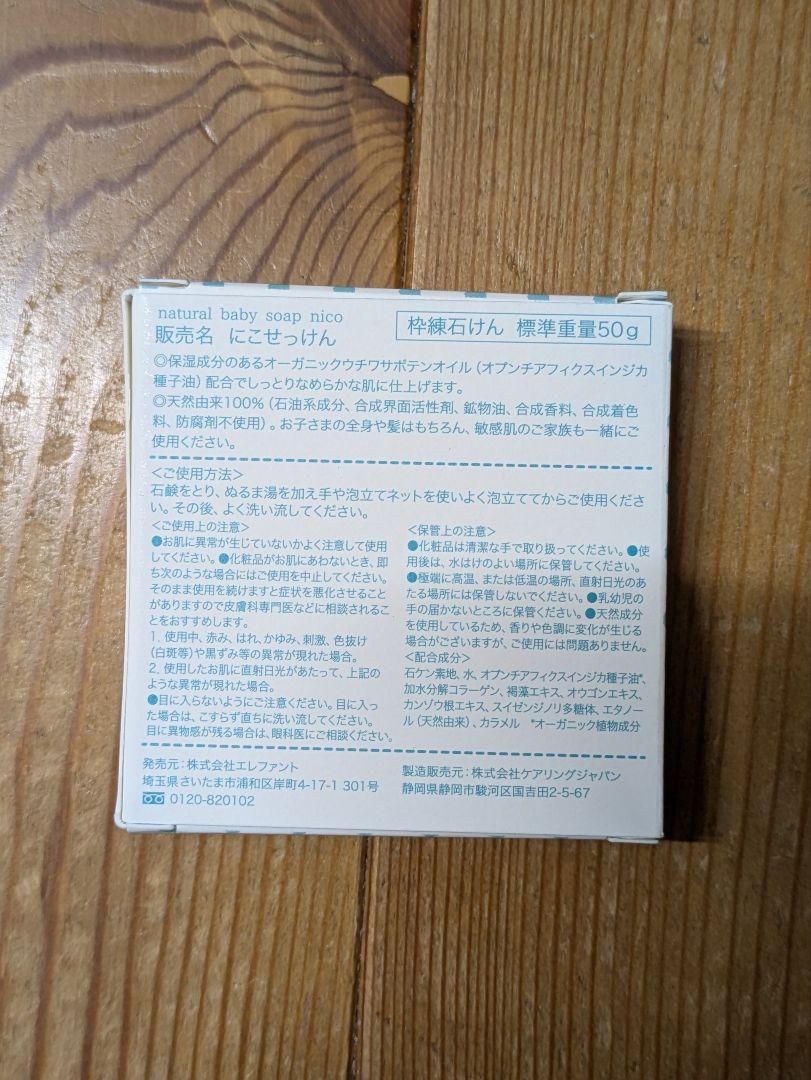 natural baby soap nico
販売名 にこせっけん
枠練石けん 標準重量50g
◎保湿成分のあるオーガニックウチワサボテンオイル（オプンチアフィクスインジカ
種子油）配合でしっとりなめらかな肌に仕上げます。
◎天然由来100%（石油系成分、合成界面活性剤、鉱物油、合成香料、合成着色
料、防腐剤不使用）。お子さまの全身や髪はもちろん、敏感肌のご家族も一緒にご
使用ください。
＜ご使用方法＞
石鹸をとり、ぬるま湯を加え手や泡立てネットを使いよく泡立ててからご使用くださ
い。その後、よく洗い流してください。
＜ご使用上の注意＞
●お肌に異常が生じていないかよく注意して使用
してください。●化粧品がお肌にあわないとき、即
ち次のような場合にはご使用を中止してください。
そのまま使用を続けますと症状を悪化させること
がありますので皮膚科専門医などに相談されるこ
とをおすすめします。
1. 使用中、赤み、はれ、かゆみ、刺激、色抜け
（白斑等）や黒ずみ等の異常が現れた場合。
2. 使用したお肌に直射日光があたって、上記の
ような異常が現れた場合。
●目に入らないようにご注意ください。目に入っ
た場合は、こすらず直ちに洗い流してください。
目に異物感が残る場合は、眼科医にご相談ください。
＜保管上の注意＞
●化粧品は清潔な手で取り扱ってください。●使
用後は、水はけのよい場所に保管してください。
●極端に高温、または低温の場所、直射日光のあ
たる場所には保管しないでください。●乳幼児の
手の届かないところに保管ください。●天然成分
を使用しているため、香りや色調に変化が生じる
場合がございますが、ご使用には問題ありません。
＜配合成分＞
石ケン素地、水、オプンチアフィクスインジカ種子油*、
加水分解コラーゲン、褐藻エキス、オウゴンエキス、
カンゾウ根エキス、スイゼンジノリ多糖体、エタノー
ル（天然由来）、カラメル *オーガニック植物成分
発売元：株式会社エレファント
埼玉県さいたま市浦和区岸町4-17-1 301号
0120-820102
製造販売元：株式会社ケアリングジャパン
静岡県静岡市駿河区国吉田2-5-67